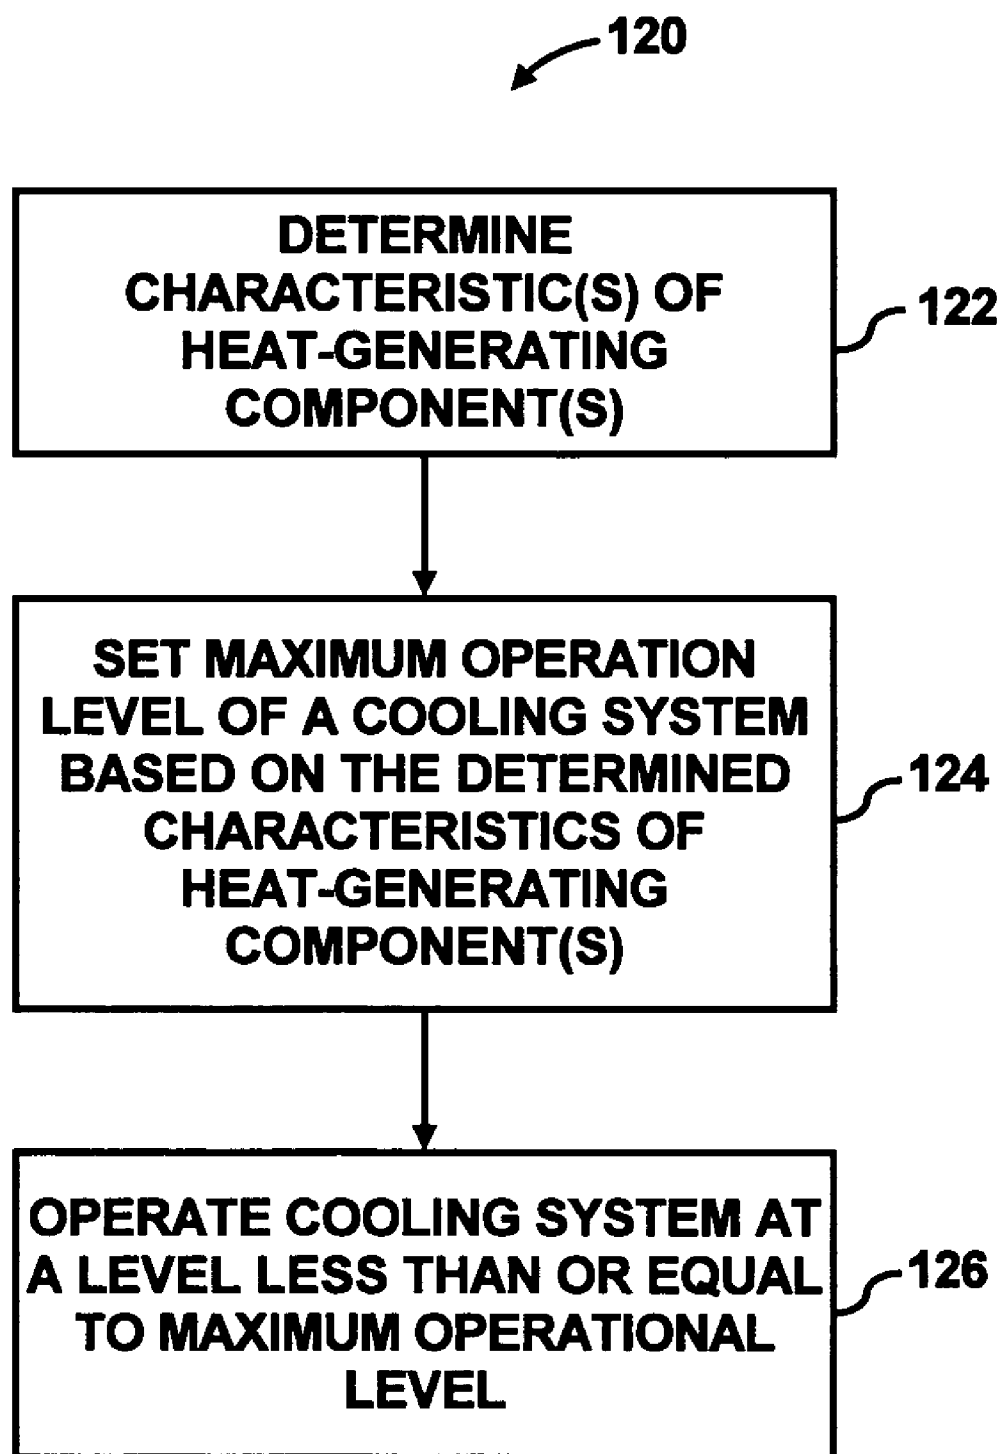 120
DETERMINE
CHARACTERISTIC(S) OF
HEAT-GENERATING
COMPONENT(S)
122
SET MAXIMUM OPERATION
LEVEL OF A COOLING SYSTEM
BASED ON THE DETERMINED
CHARACTERISTICS OF
HEAT-GENERATING
COMPONENT(S)
124
OPERATE COOLING SYSTEM AT
A LEVEL LESS THAN OR EQUAL
TO MAXIMUM OPERATIONAL
LEVEL
126